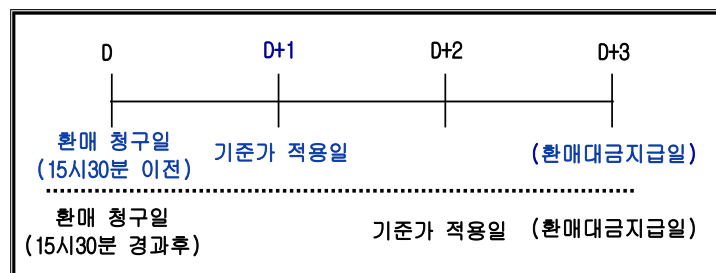 D D+1 D+2 D+3
환매 청구일
(15시30분 이전) 기준가 적용일 (환매대금지급일)
환매 청구일
(15시30분 경과후) 기준가 적용일 (환매대금지급일)